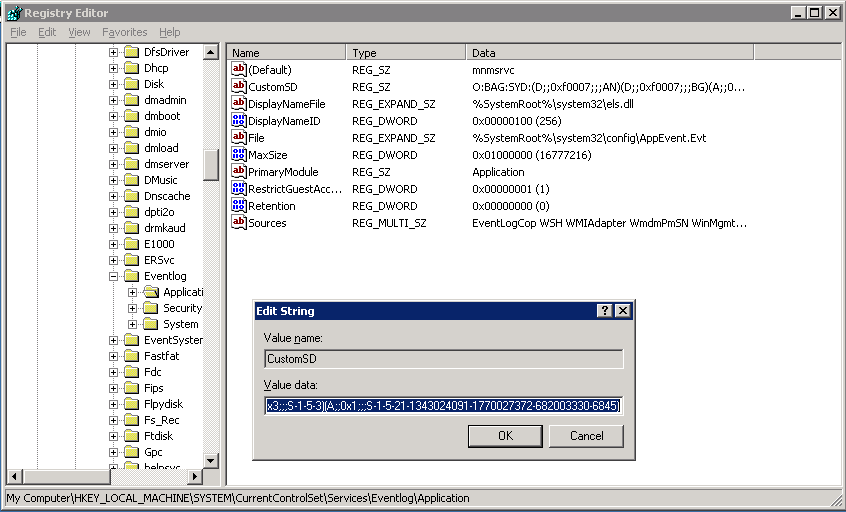 Registry Editor
File Edit View Favorites Help
DfsDriver
Dhcp
Disk
dmadmin
dmboot
dmio
dmload
dmserver
DMusic
Dnscache
dpti2o
drmkaud
E1000
ERSvc
Eventlog
Applicati
Security
System
EventSystem
Fastfat
Fdc
Fips
Flpydisk
Fs_Rec
Ftdisk
Gpc
helpsvc
Name Type Data
(Default) REG_SZ mnmsrvc
CustomSD REG_SZ O:BAG:SYD:(D;;0xf0007;;;AN)(D;;0xf0007;;;BG)(A;;0...
DisplayNameFile REG_EXPAND_SZ %SystemRoot%\system32\els.dll
DisplayNameID REG_DWORD 0x00000100 (256)
File REG_EXPAND_SZ %SystemRoot%\system32\config\AppEvent.Evt
MaxSize REG_DWORD 0x01000000 (16777216)
PrimaryModule REG_SZ Application
RestrictGuestAcc... REG_DWORD 0x00000001 (1)
Retention REG_DWORD 0x00000000 (0)
Sources REG_MULTI_SZ EventLogCop WSH WMIAdapter WmdmPmSN WinMgmt...
Edit String
Value name:
CustomSD
Value data:
x3;;;S-1-5-3)(A;;0x1;;;S-1-5-21-1343024091-1770027372-682003330-6845)
OK Cancel
My Computer\HKEY_LOCAL_MACHINE\SYSTEM\CurrentControlSet\Services\Eventlog\Application